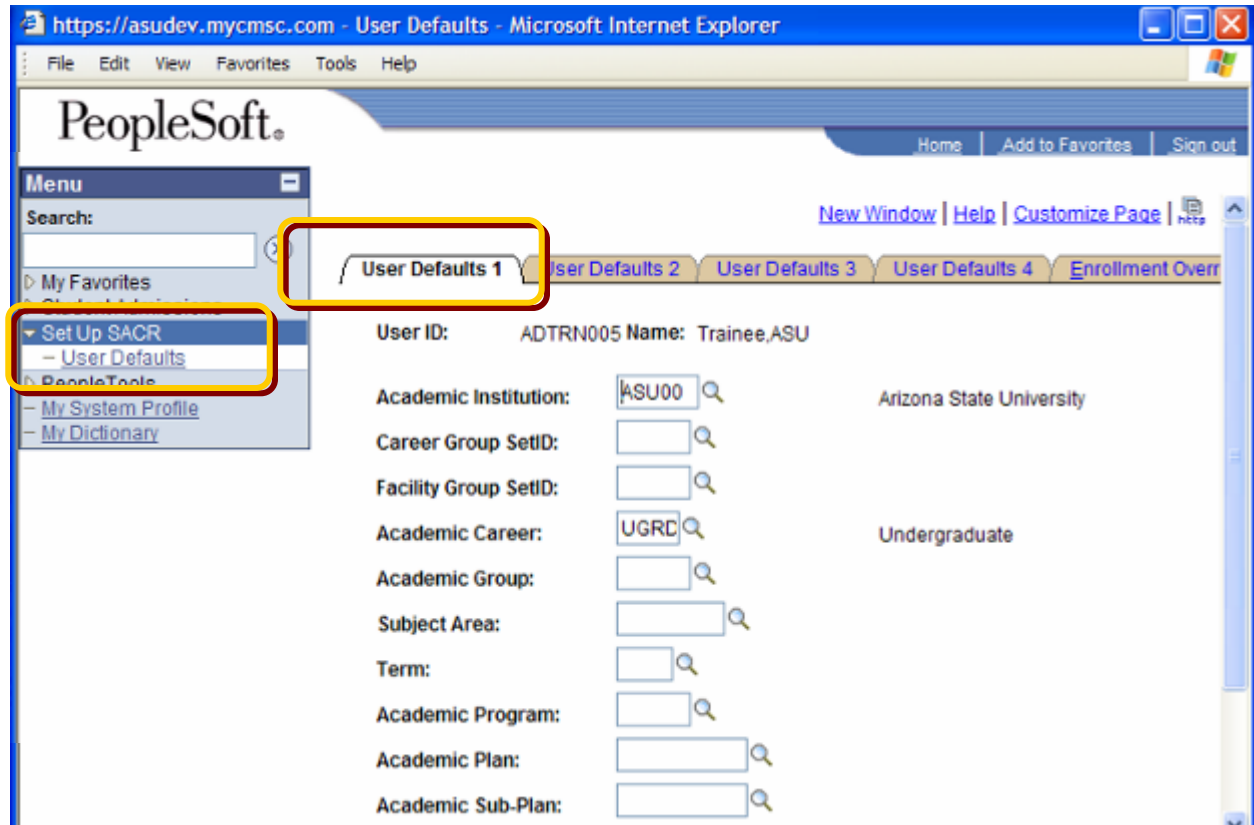 https://asudev.mycmsc.com - User Defaults - Microsoft Internet Explorer
File Edit View Favorites Tools Help
PeopleSoft®
Home Add to Favorites Sign out
Menu
Search:
My Favorites
Student Admissions
Set Up SACR
User Defaults
PeopleTools
My System Profile
My Dictionary
New Window | Help | Customize Page | http
User Defaults 1 User Defaults 2 User Defaults 3 User Defaults 4 Enrollment Overr
User ID: ADTRN005 Name: Trainee,ASU
Academic Institution: ASU00 Arizona State University
Career Group SetID:
Facility Group SetID:
Academic Career: UGRD Undergraduate
Academic Group:
Subject Area:
Term:
Academic Program:
Academic Plan:
Academic Sub-Plan: